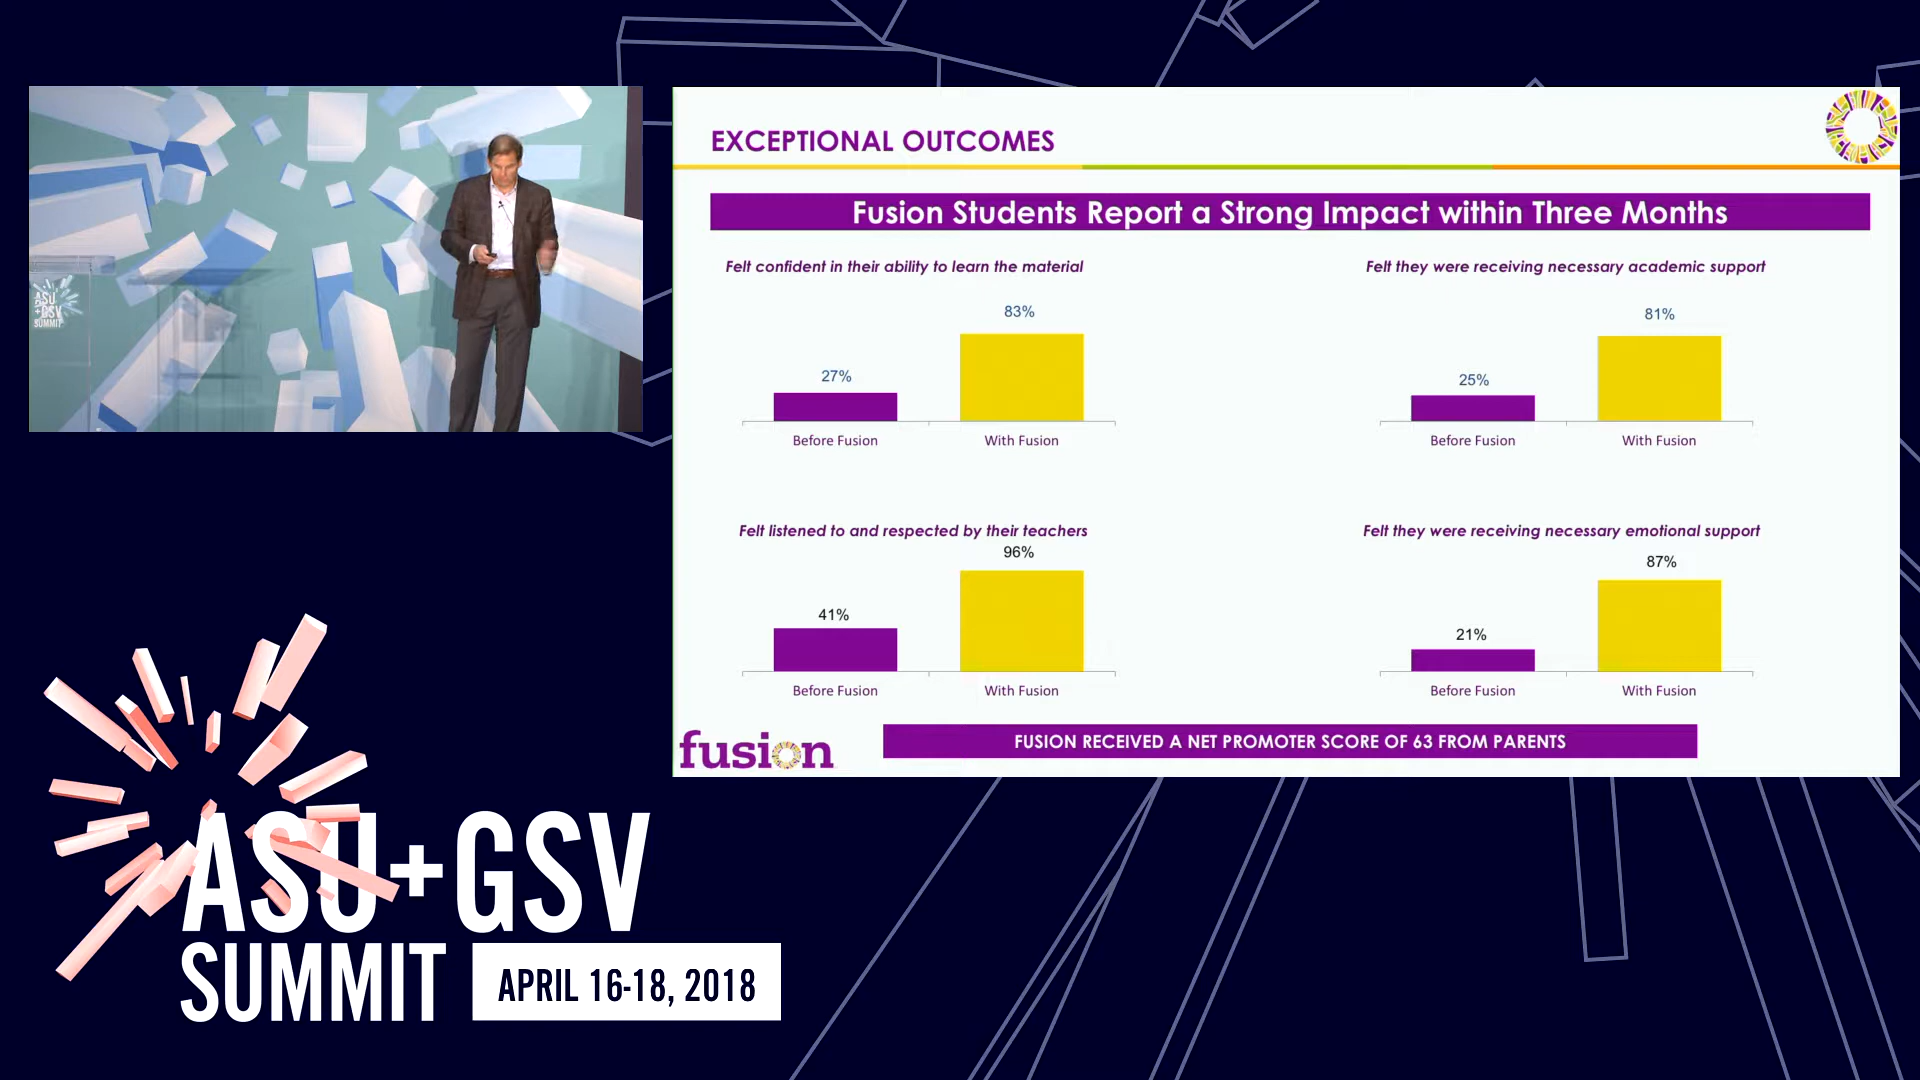 ASU
+GSV
SUMMIT
EXCEPTIONAL OUTCOMES
Fusion Students Report a Strong Impact within Three Months
Felt confident in their ability to learn the material
27%
83%
Before Fusion
With Fusion
Felt they were receiving necessary academic support
25%
81%
Before Fusion
With Fusion
Felt listened to and respected by their teachers
41%
96%
Before Fusion
With Fusion
Felt they were receiving necessary emotional support
21%
87%
Before Fusion
With Fusion
fusion
FUSION RECEIVED A NET PROMOTER SCORE OF 63 FROM PARENTS
ASU+GSV
SUMMIT
APRIL 16-18, 2018